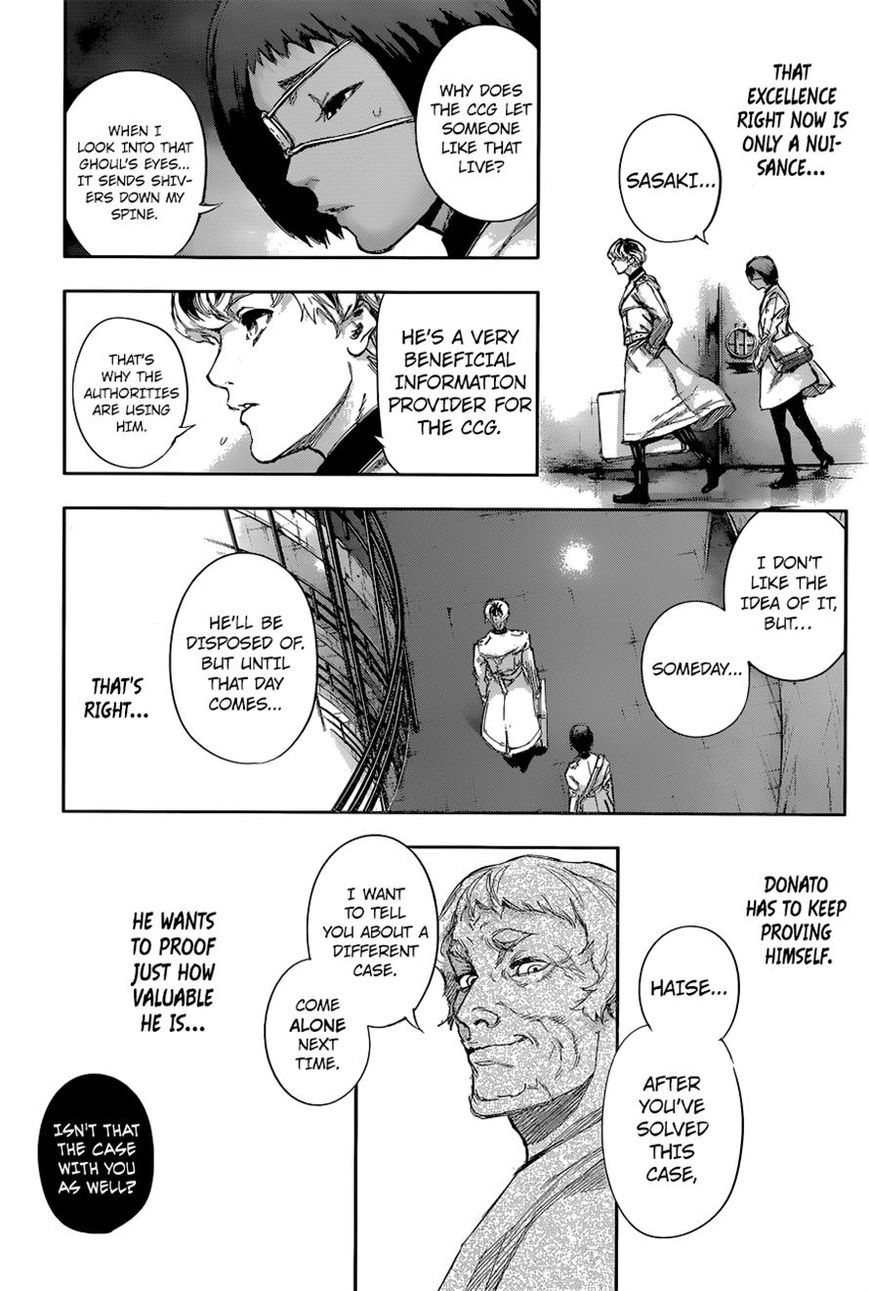 THAT
EXCELLENCE
RIGHT NOW IS
ONLY A NUI-
SANCE...
SASAKI...
WHY DOES
THE CCG LET
SOMEONE
LIKE THAT
LIVE?
WHEN I
LOOK INTO THAT
GHOUL'S EYES...
IT SENDS SHIV-
ERS DOWN MY
SPINE.
HE'S A VERY
BENEFICIAL
INFORMATION
PROVIDER FOR
THE CCG.
THAT'S
WHY THE
AUTHORITIES
ARE USING
HIM.
I DON'T
LIKE THE
IDEA OF IT,
BUT...
SOMEDAY...
HE'LL BE
DISPOSED OF.
BUT UNTIL
THAT DAY
COMES...
THAT'S
RIGHT...
DONATO
HAS TO KEEP
PROVING
HIMSELF.
HAISE...
AFTER
YOU'VE
SOLVED
THIS
CASE,
I WANT
TO TELL
YOU ABOUT A
DIFFERENT
CASE.
COME
ALONE
NEXT
TIME.
HE WANTS
TO PROOF
JUST HOW
VALUABLE
HE IS...
ISN'T THAT
THE CASE
WITH YOU
AS WELL?